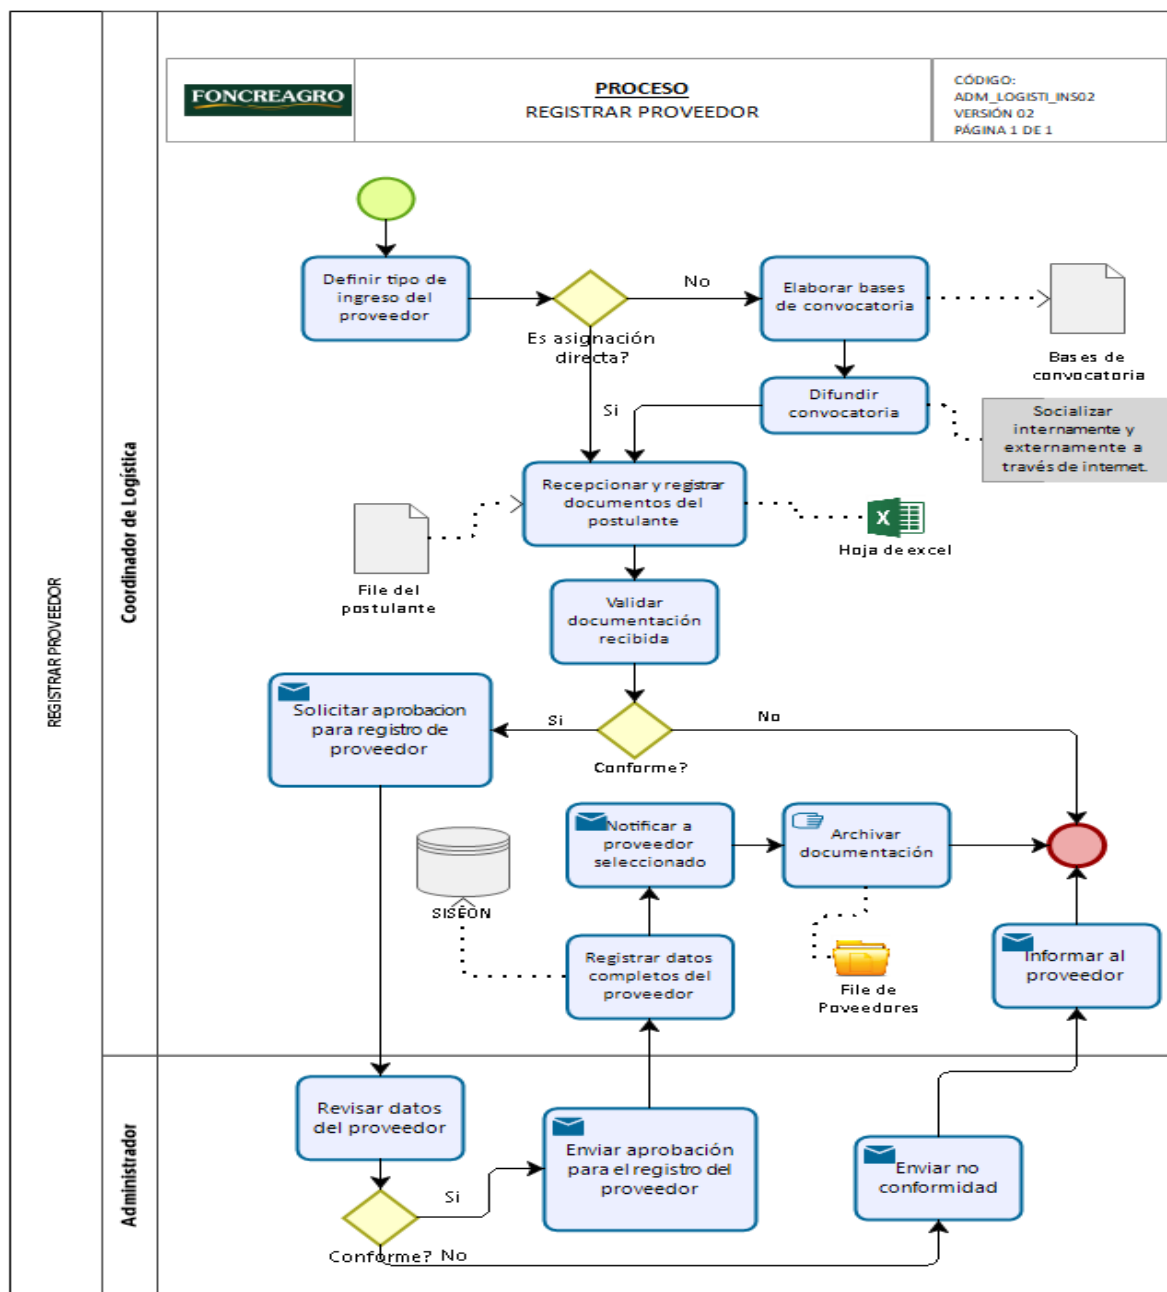 FONCREAGRO
PROCESO
REGISTRAR PROVEEDOR
CÓDIGO:
ADM_LOGISTI_INS02
VERSIÓN 02
PÁGINA 1 DE 1
REGISTRAR PROVEEDOR
Coordinador de Logística
Definir tipo de
ingreso del
proveedor
Es asignación
directa?
No
Si
Elaborar bases
de convocatoria
Bases de
convocatoria
Difundir
convocatoria
Socializar
internamente y
externamente a
través de internet.
Recepcionar y registrar
documentos del
postulante
File del
postulante
Hoja de excel
Validar
documentación
recibida
Conforme?
Si
No
Solicitar aprobacion
para registro de
proveedor
SISEON
Notificar a
proveedor
seleccionado
Archivar
documentación
Registrar datos
completos del
proveedor
File de
Poveedores
Informar al
proveedor
Administrador
Revisar datos
del proveedor
Conforme?
Si
No
Enviar aprobación
para el registro del
proveedor
Enviar no
conformidad